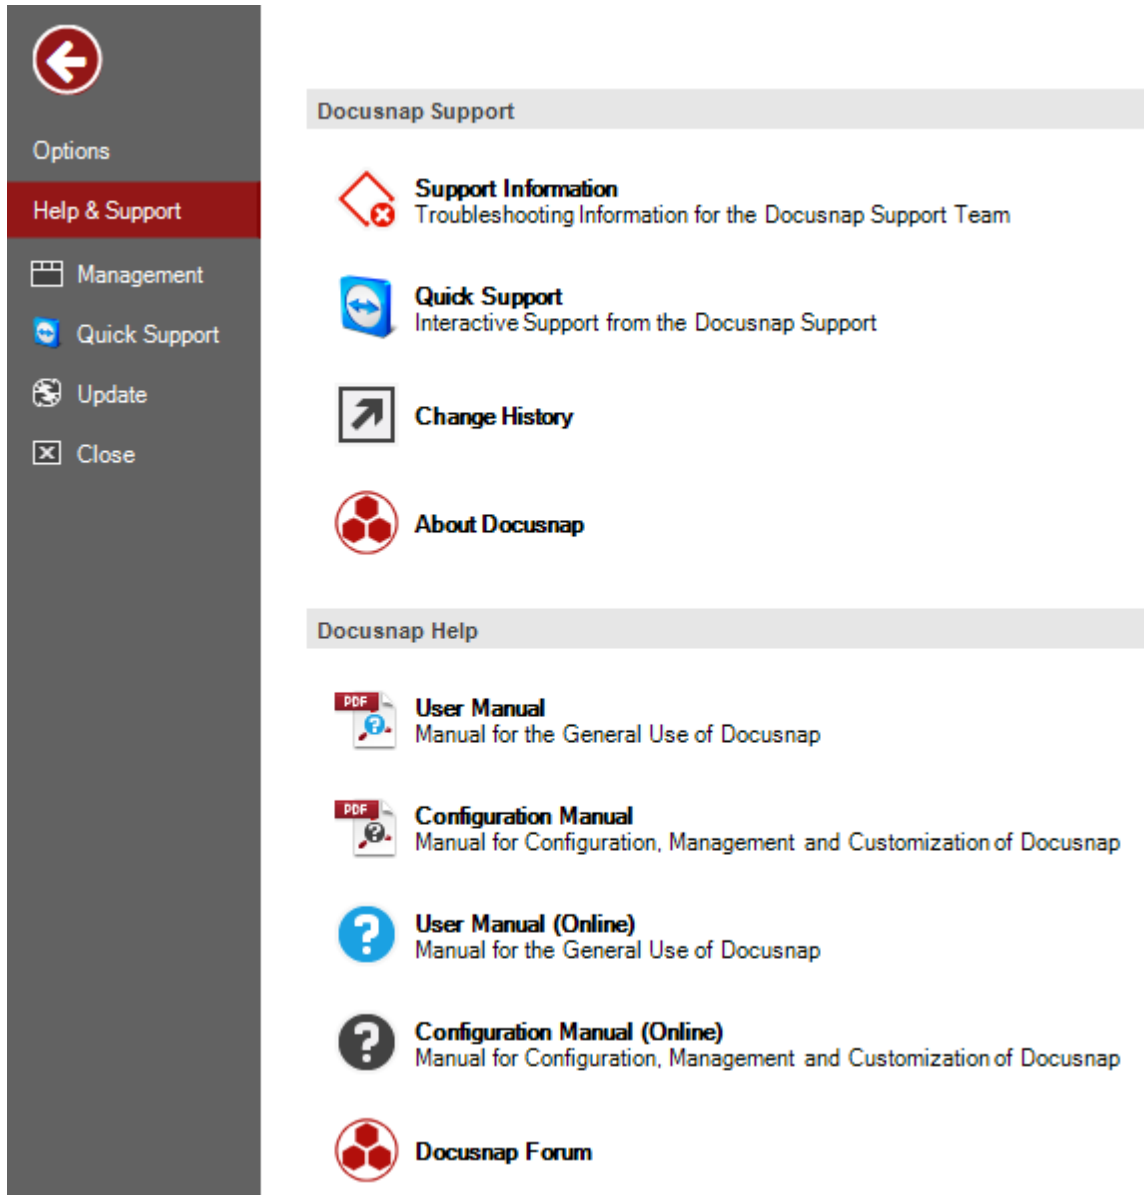 Options
Help & Support
Management
Quick Support
Update
Close
Docusnap Support
Support Information
Troubleshooting Information for the Docusnap Support Team
Quick Support
Interactive Support from the Docusnap Support
Change History
About Docusnap
Docusnap Help
PDF
User Manual
Manual for the General Use of Docusnap
PDF
Configuration Manual
Manual for Configuration, Management and Customization of Docusnap
User Manual (Online)
Manual for the General Use of Docusnap
Configuration Manual (Online)
Manual for Configuration, Management and Customization of Docusnap
Docusnap Forum